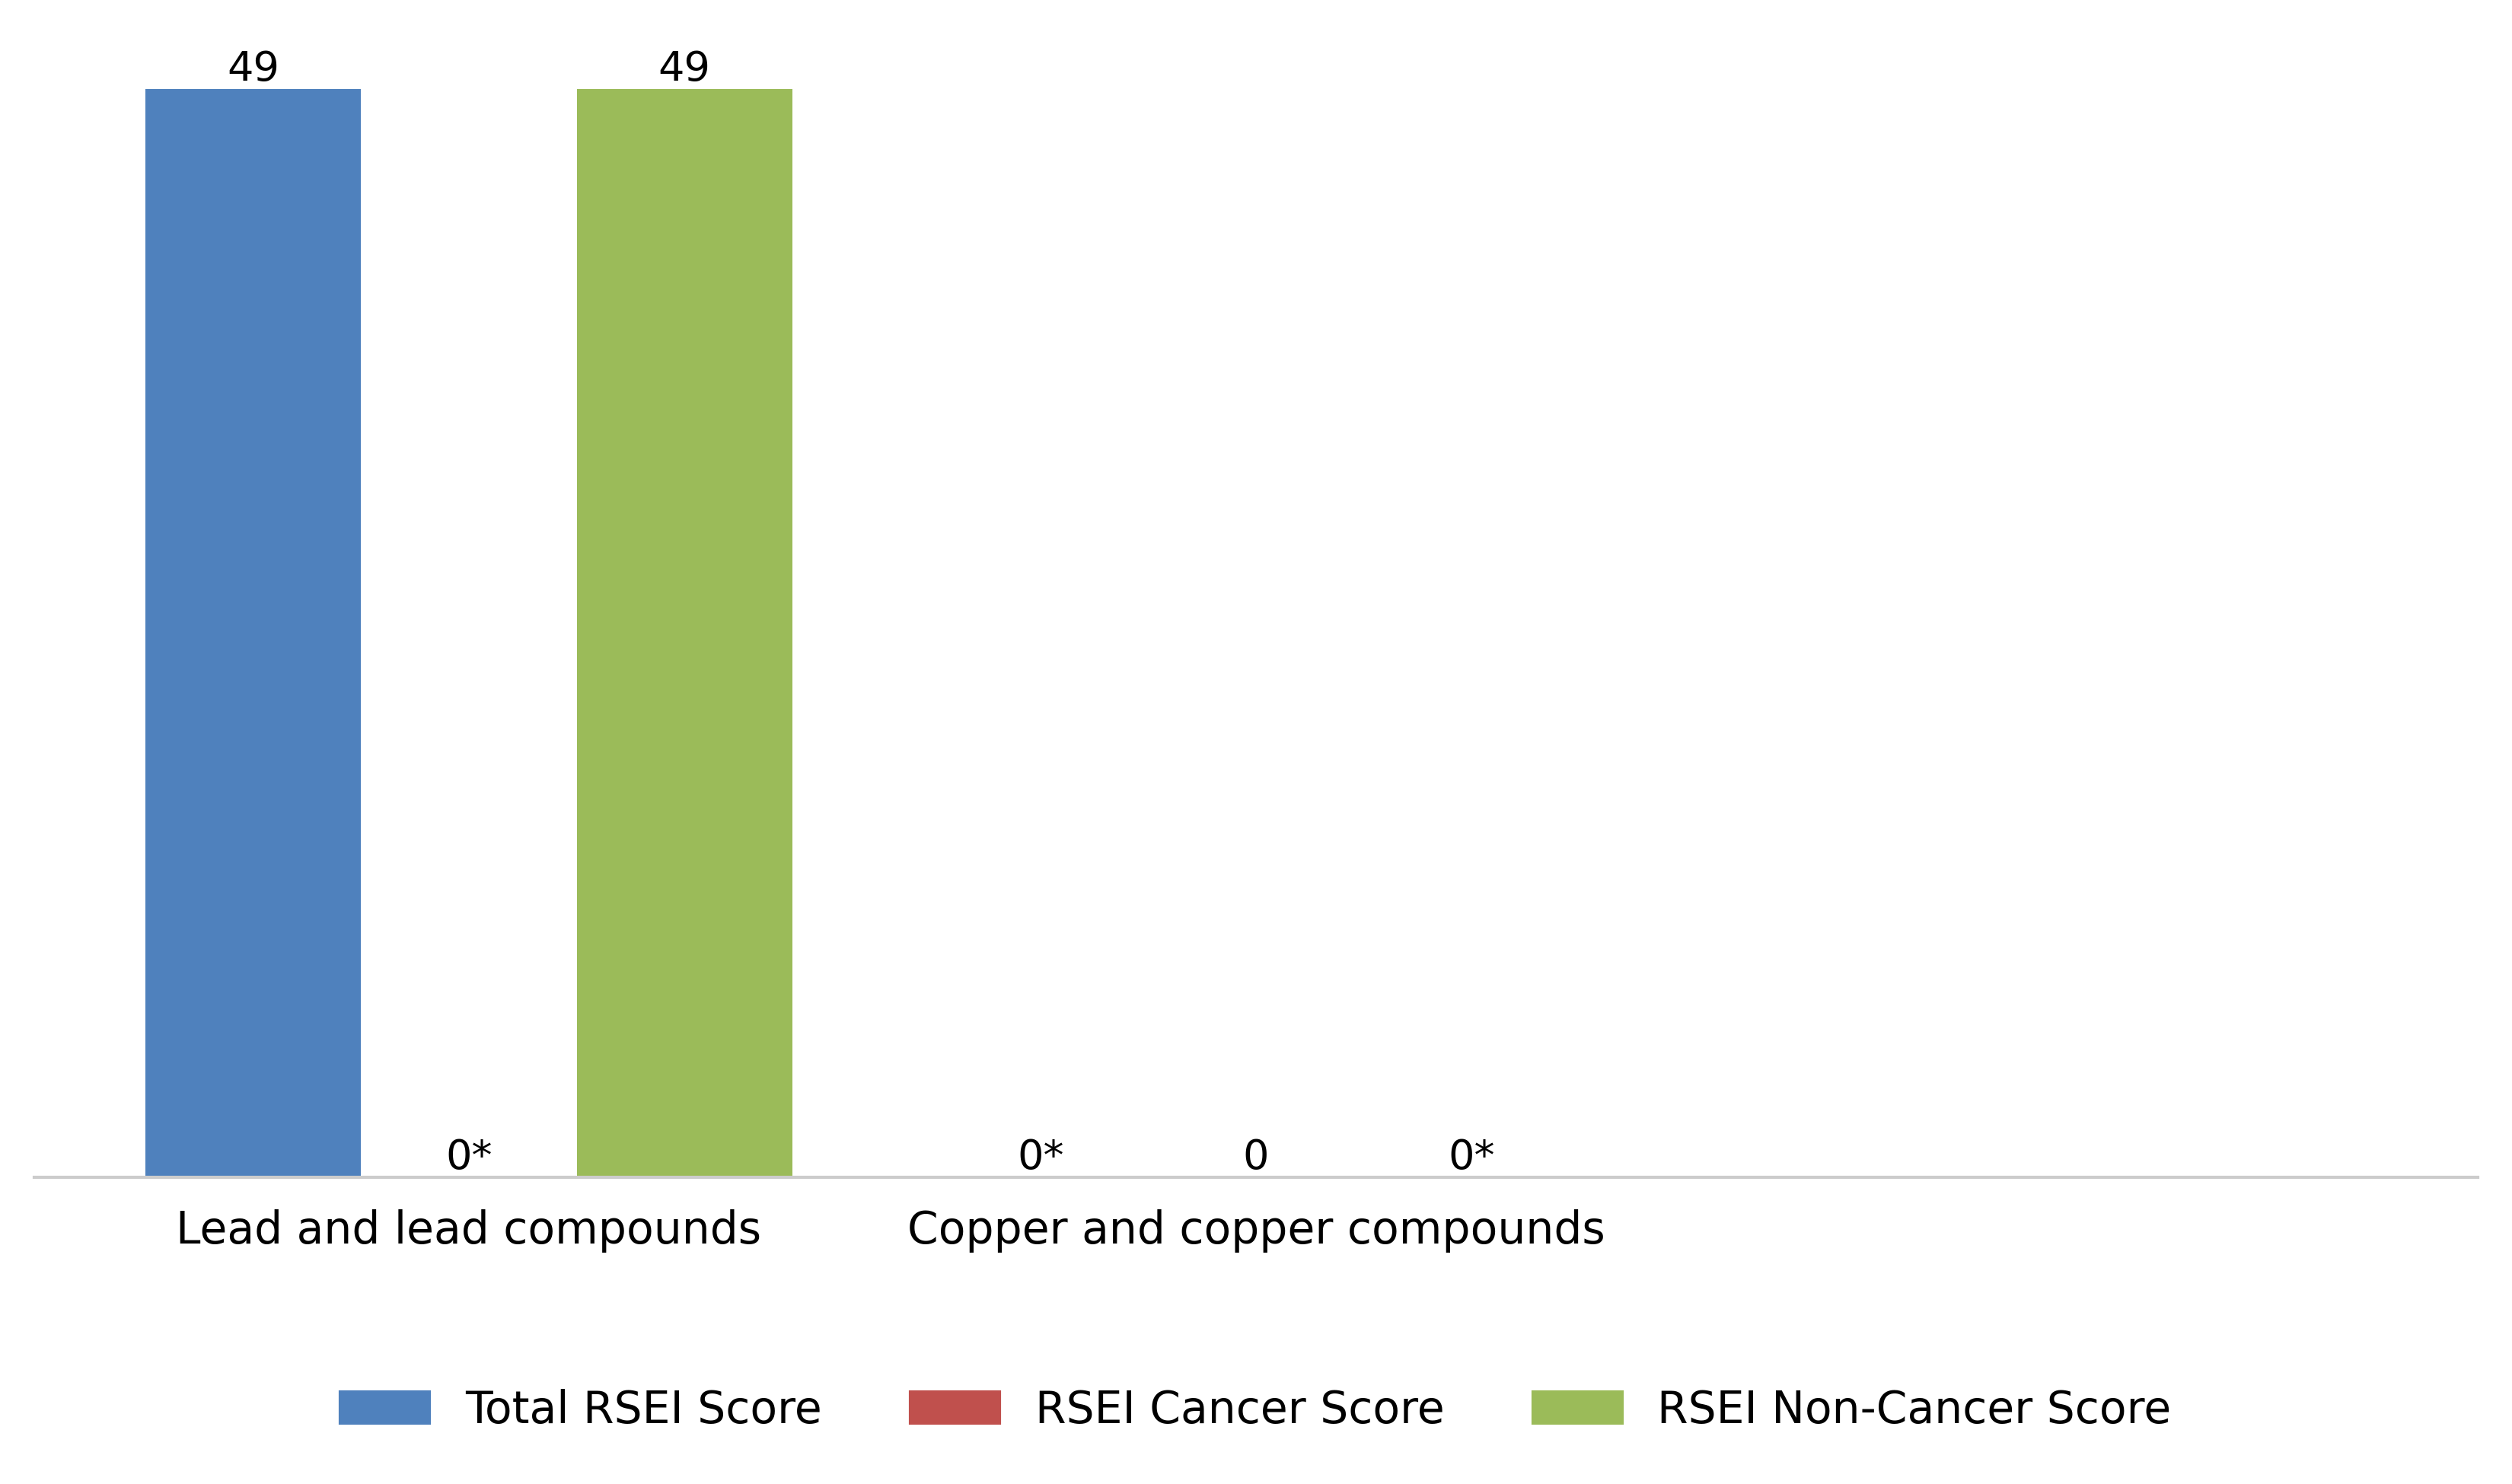 49 49
0* 0* 0 0*
Lead and lead compounds Copper and copper compounds
Total RSEI Score RSEI Cancer Score RSEI Non-Cancer Score